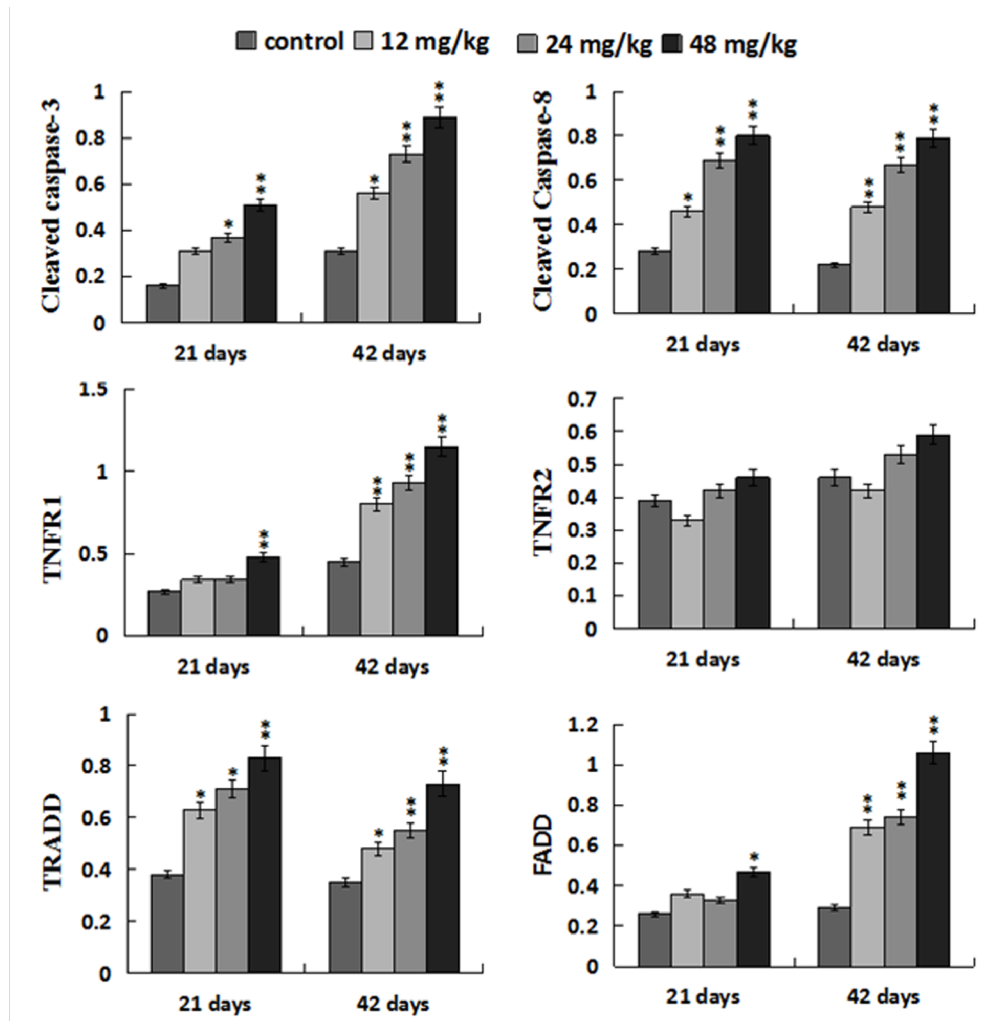 control 12 mg/kg 24 mg/kg 48 mg/kg
Cleaved caspase-3
1
0.8
0.6
0.4
0.2
0
* ** * ** **
21 days 42 days
Cleaved Caspase-8
1
0.8
0.6
0.4
0.2
0
* ** ** ** ** **
21 days 42 days
TNFR1
1.5
1
0.5
0
** ** ** **
21 days 42 days
TNFR2
0.7
0.6
0.5
0.4
0.3
0.2
0.1
0
21 days 42 days
TRADD
1
0.8
0.6
0.4
0.2
0
* * ** * ** **
21 days 42 days
FADD
1.2
1
0.8
0.6
0.4
0.2
0
* ** ** **
21 days 42 days